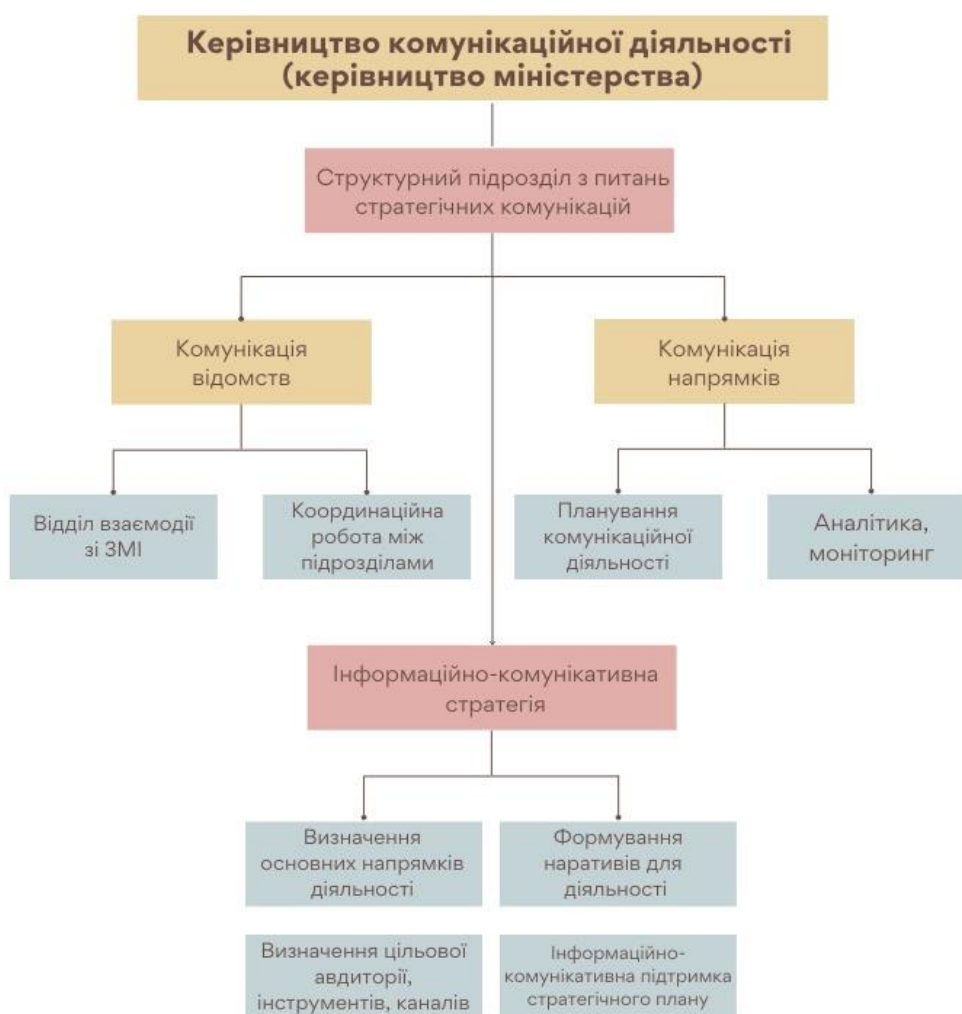 Керівництво комунікаційної діяльності
(керівництво міністерства)
Структурний підрозділ з питань
стратегічних комунікацій
Комунікація
відомств
Комунікація
напрямків
Відділ взаємодії
зі ЗМІ
Координаційна
робота між
підрозділами
Планування
комунікаційної
діяльності
Аналітика,
моніторинг
Інформаційно-комунікативна
стратегія
Визначення
основних напрямків
діяльності
Формування
наративів для
діяльності
Визначення цільової
авдиторії,
інструментів, каналів
Інформаційно-
комунікативна підтримка
стратегічного плану